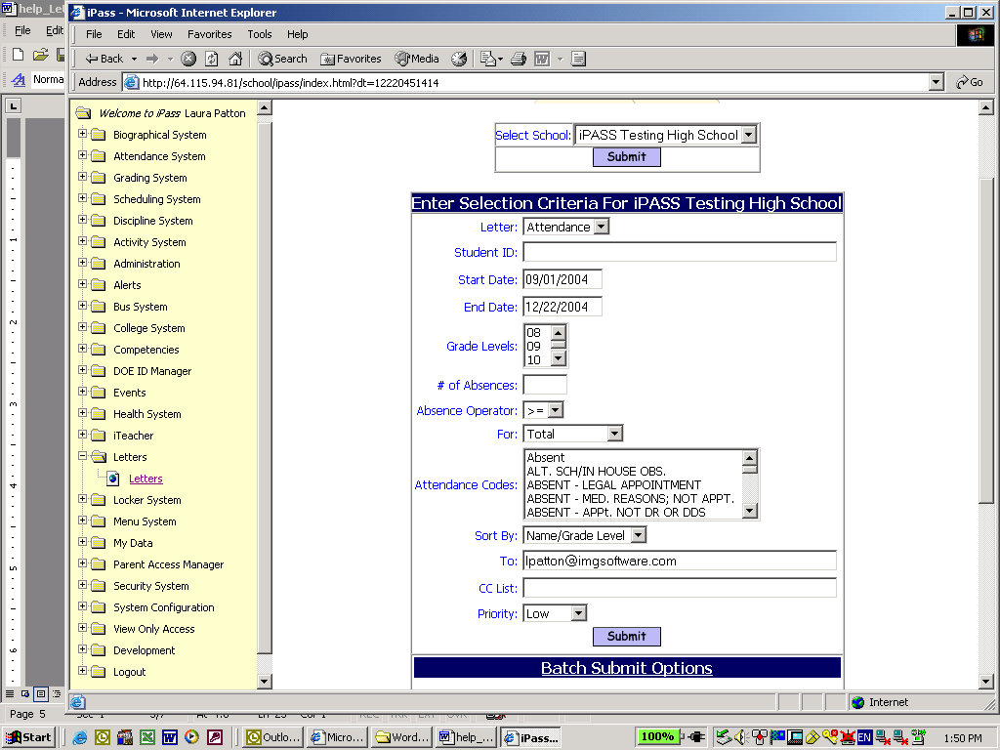 help_Let
iPass - Microsoft Internet Explorer
File Edit
File Edit View Favorites Tools Help
Back Search Favorites Media
Norma
Address http://64.115.94.81/school/ipass/index.html?dt=12220451414 Go
Welcome to iPass Laura Patton
Biographical System
Attendance System
Grading System
Scheduling System
Discipline System
Activity System
Administration
Alerts
Bus System
College System
Competencies
DOE ID Manager
Events
Health System
iTeacher
Letters
Letters
Locker System
Menu System
My Data
Parent Access Manager
Security System
System Configuration
View Only Access
Development
Logout
Select School: iPASS Testing High School
Submit
Enter Selection Criteria For iPASS Testing High School
Letter: Attendance
Student ID:
Start Date: 09/01/2004
End Date: 12/22/2004
Grade Levels: 08
09
10
# of Absences:
Absence Operator: >=
For: Total
Attendance Codes: Absent
ALT. SCH/IN HOUSE OBS.
ABSENT - LEGAL APPOINTMENT
ABSENT - MED. REASONS; NOT APPT.
ABSENT - APPt. NOT DR OR DDS
Sort By: Name/Grade Level
To: lpatton@imgsoftware.com
CC List:
Priority: Low
Submit
Batch Submit Options
Internet
Page 5
Start Outlo... Micro... Word... help_... iPass... 100% EN 1:50 PM